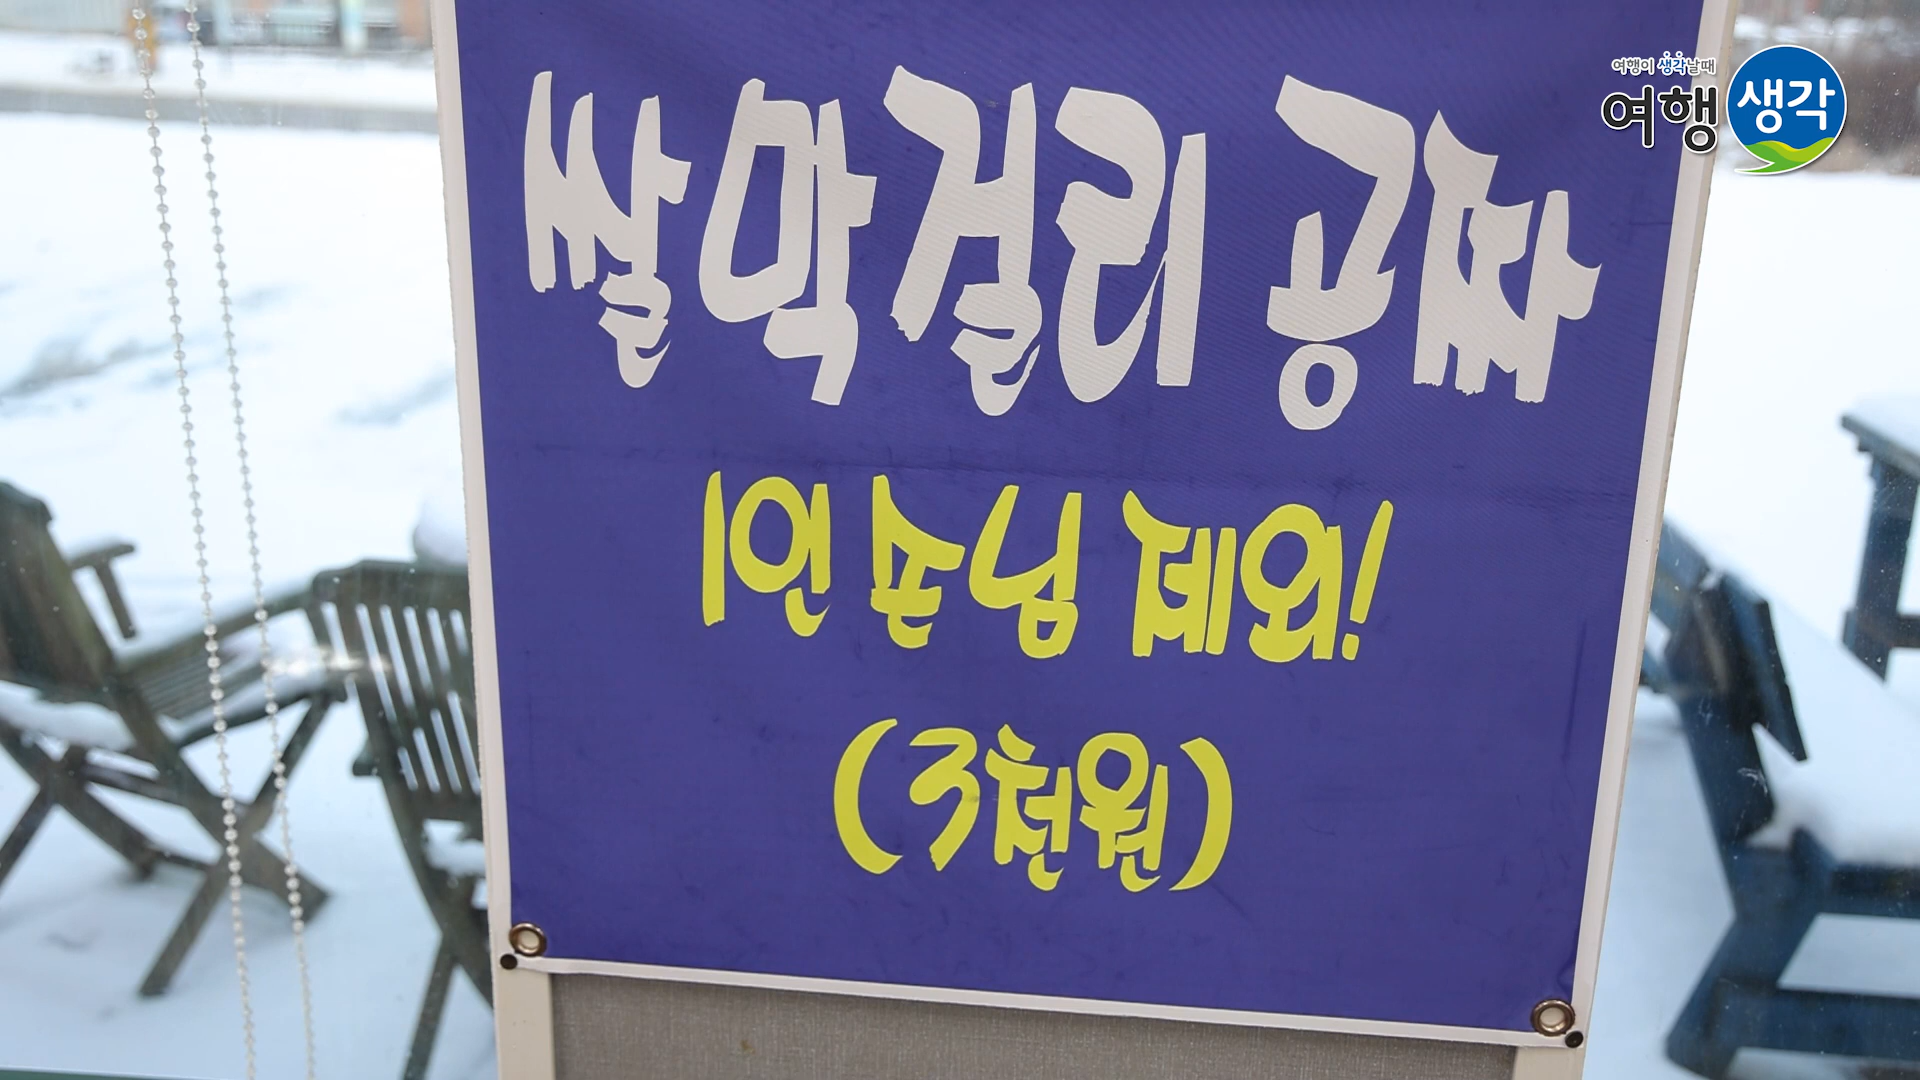 여행이 생각날때
여행 생각
쌀막걸리 공짜
1인 손님 제외!
(3천원)